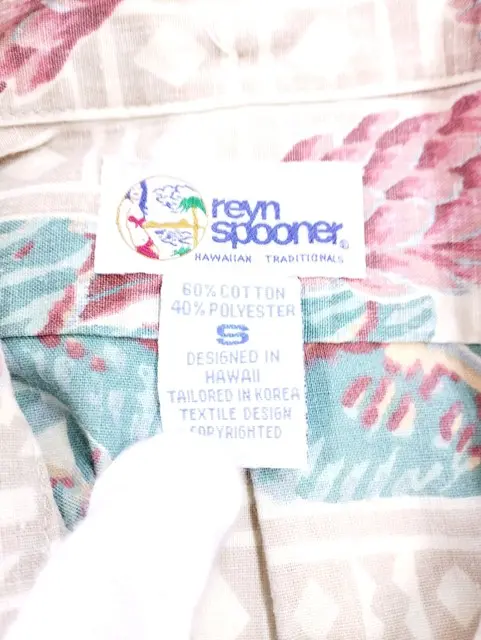 reyn
spooner®
HAWAIIAN TRADITIONALS
60% COTTON
40% POLYESTER
S
DESIGNED IN
HAWAII
TAILORED IN KOREA
TEXTILE DESIGN
COPYRIGHTED